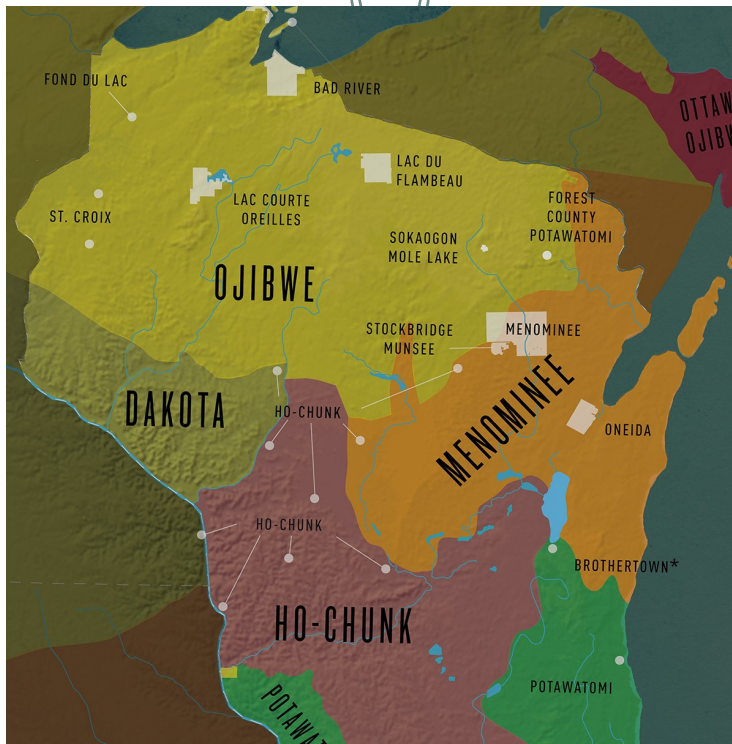 FOND DU LAC
BAD RIVER
OTTAW
OJIBW
LAC DU
FLAMBEAU
LAC COURTE
OREILLES
ST. CROIX
FOREST
COUNTY
POTAWATOMI
SOKAOGON
MOLE LAKE
OJIBWE
STOCKBRIDGE
MUNSEE
MENOMINEE
DAKOTA
HO-CHUNK
MENOMINEE
ONEIDA
HO-CHUNK
BROTHERTOWN*
HO-CHUNK
POTAWATOMI
POTAWAT